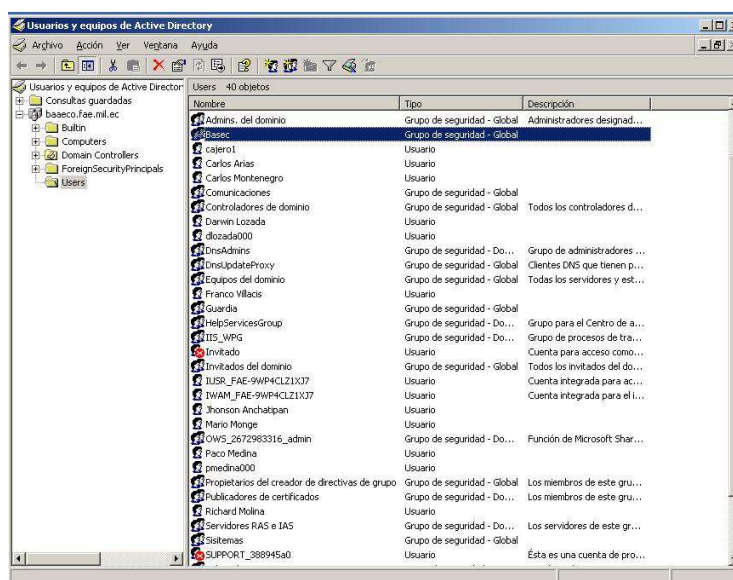 Usuarios y equipos de Active Directory
Archivo Acción Ver Ventana Ayuda
Usuarios y equipos de Active Director
Consultas guardadas
baaeco.fae.mil.ec
Builtin
Computers
Domain Controllers
ForeignSecurityPrincipals
Users
Users 40 objetos
Nombre Tipo Descripción
Admins. del dominio Grupo de seguridad - Global Administradores designad...
Basec Grupo de seguridad - Global
cajero1 Usuario
Carlos Arias Usuario
Carlos Montenegro Usuario
Comunicaciones Grupo de seguridad - Global
Controladores de dominio Grupo de seguridad - Global Todos los controladores d...
Darwin Lozada Usuario
dlozada000 Usuario
DnsAdmins Grupo de seguridad - Do... Grupo de administradores ...
DnsUpdateProxy Grupo de seguridad - Global Clientes DNS que tienen p...
Equipos del dominio Grupo de seguridad - Global Todas los servidores y est...
Franco Villacis Usuario
Guardia Grupo de seguridad - Global
HelpServicesGroup Grupo de seguridad - Do... Grupo para el Centro de a...
IIS_WPG Grupo de seguridad - Do... Grupo de procesos de tra...
Invitado Usuario Cuenta para acceso como...
Invitados del dominio Grupo de seguridad - Global Todos los invitados del do...
IUSR_FAE-9WP4CLZ1XJ7 Usuario Cuenta integrada para ac...
IWAM_FAE-9WP4CLZ1XJ7 Usuario Cuenta integrada para el i...
Jhonson Anchatipan Usuario
Mario Monge Usuario
OWS_2672983316_admin Grupo de seguridad - Do... Función de Microsoft Shar...
Paco Medina Usuario
pmedina000 Usuario
Propietarios del creador de directivas de grupo Grupo de seguridad - Global Los miembros de este gru...
Publicadores de certificados Grupo de seguridad - Do... Los miembros de este gru...
Richard Molina Usuario
Servidores RAS e IAS Grupo de seguridad - Do... Los servidores de este gr...
Sisitemas Grupo de seguridad - Global
SUPPORT_388945a0 Usuario Ésta es una cuenta de pro...